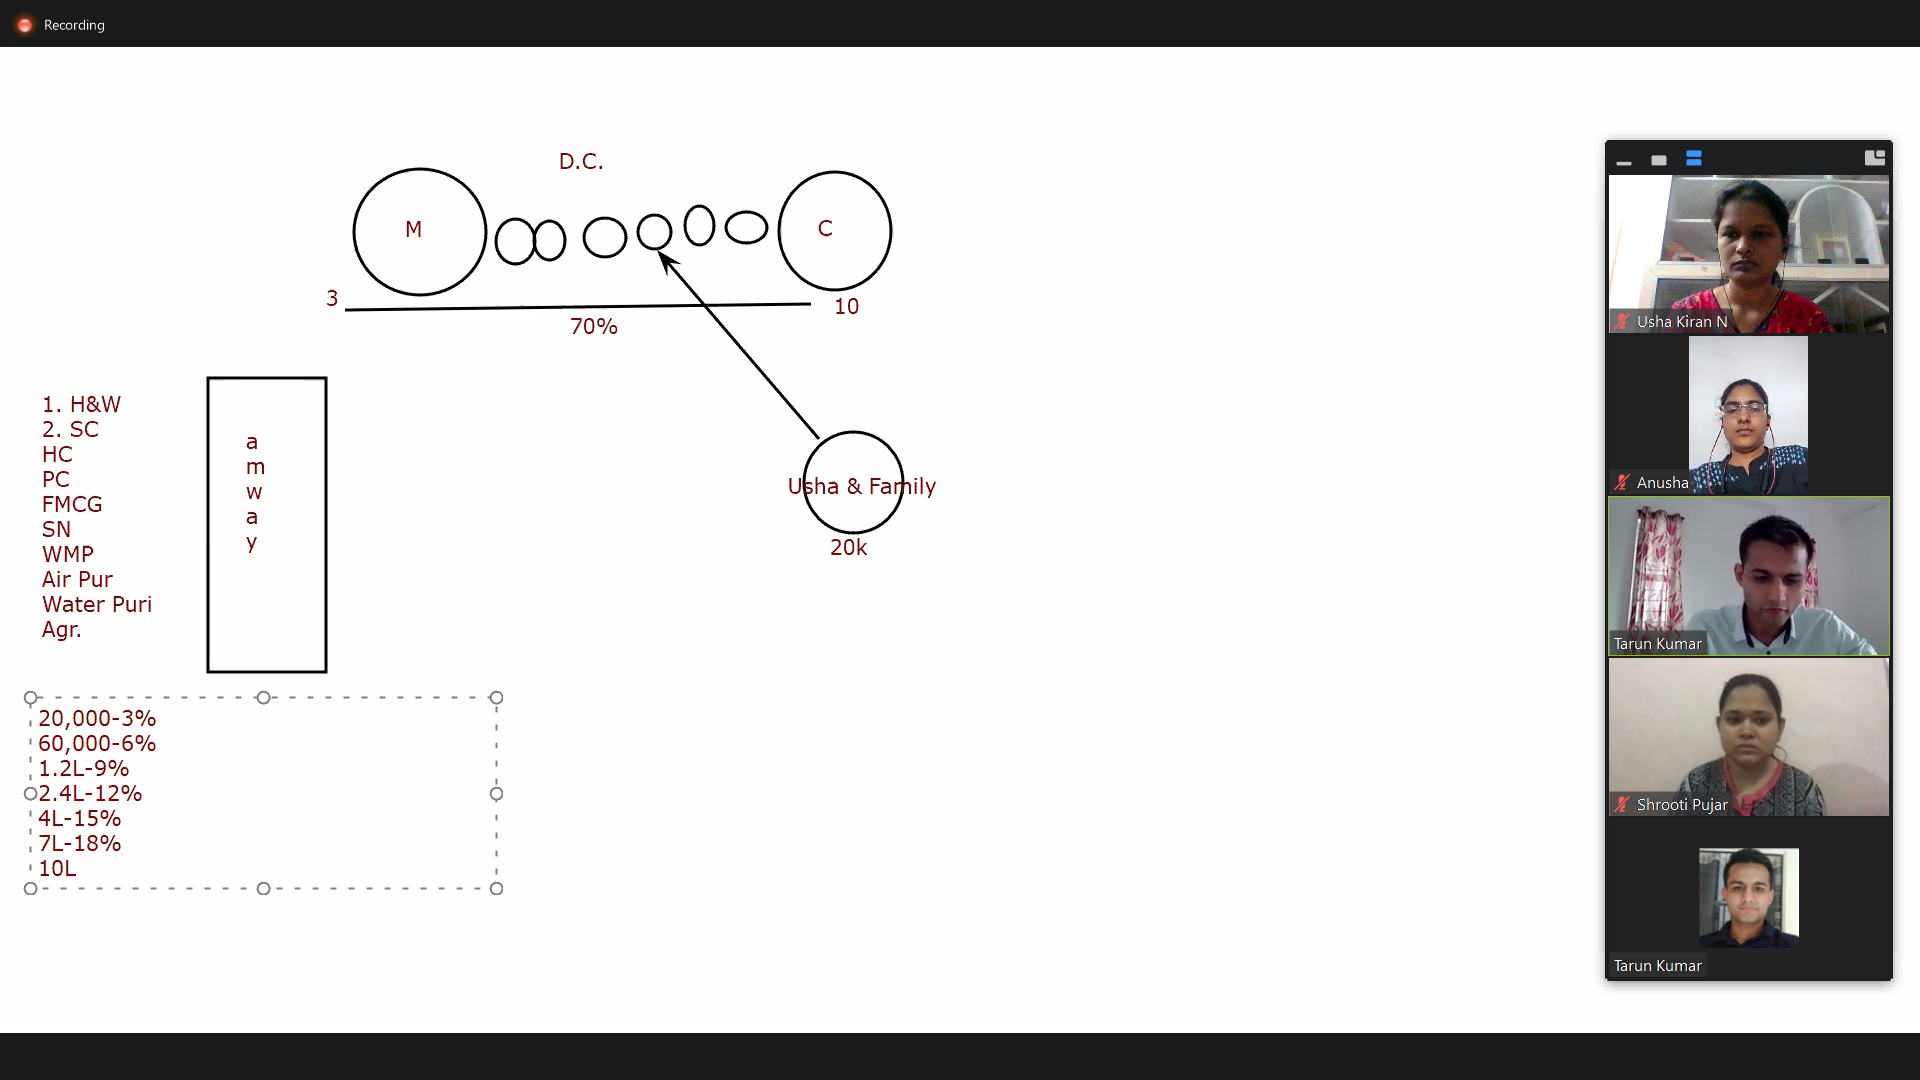 Recording
D.C.
M
C
3
10
70%
1. H&W
2. SC
HC
PC
FMCG
SN
WMP
Air Pur
Water Puri
Agr.
a
m
w
a
y
Usha & Family
20k
20,000-3%
60,000-6%
1.2L-9%
2.4L-12%
4L-15%
7L-18%
10L
Usha Kiran N
Anusha
Tarun Kumar
Shrooti Pujar
Tarun Kumar